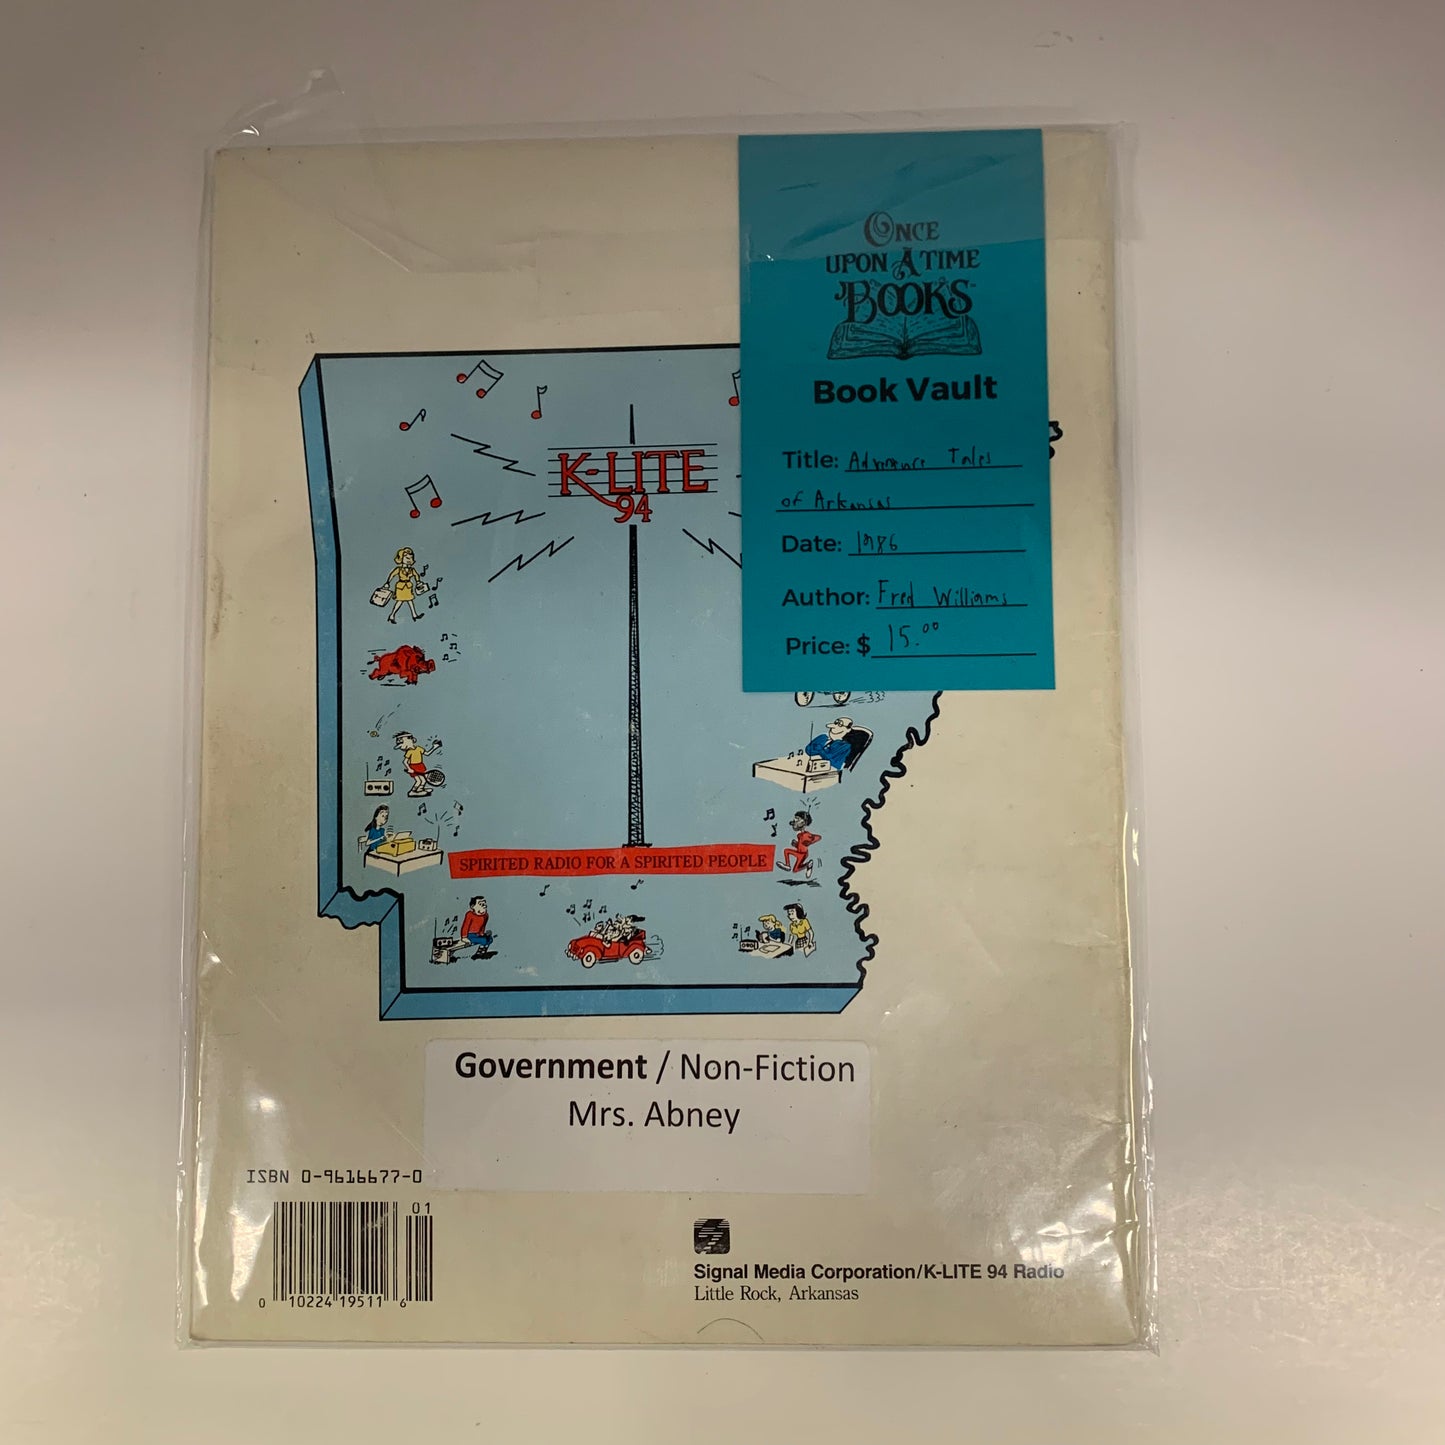 ONCE
UPON A TIME
BOOKS
Book Vault
Title: Adventure Tales
of Arkansas
Date: 1986
Author: Fred Williams
Price: $ 15.00
K-LITE
94
SPIRITED RADIO FOR A SPIRITED PEOPLE
Government / Non-Fiction
Mrs. Abney
ISBN 0-9616677-0
01
0 10224 19511 6
Signal Media Corporation/K-LITE 94 Radio
Little Rock, Arkansas